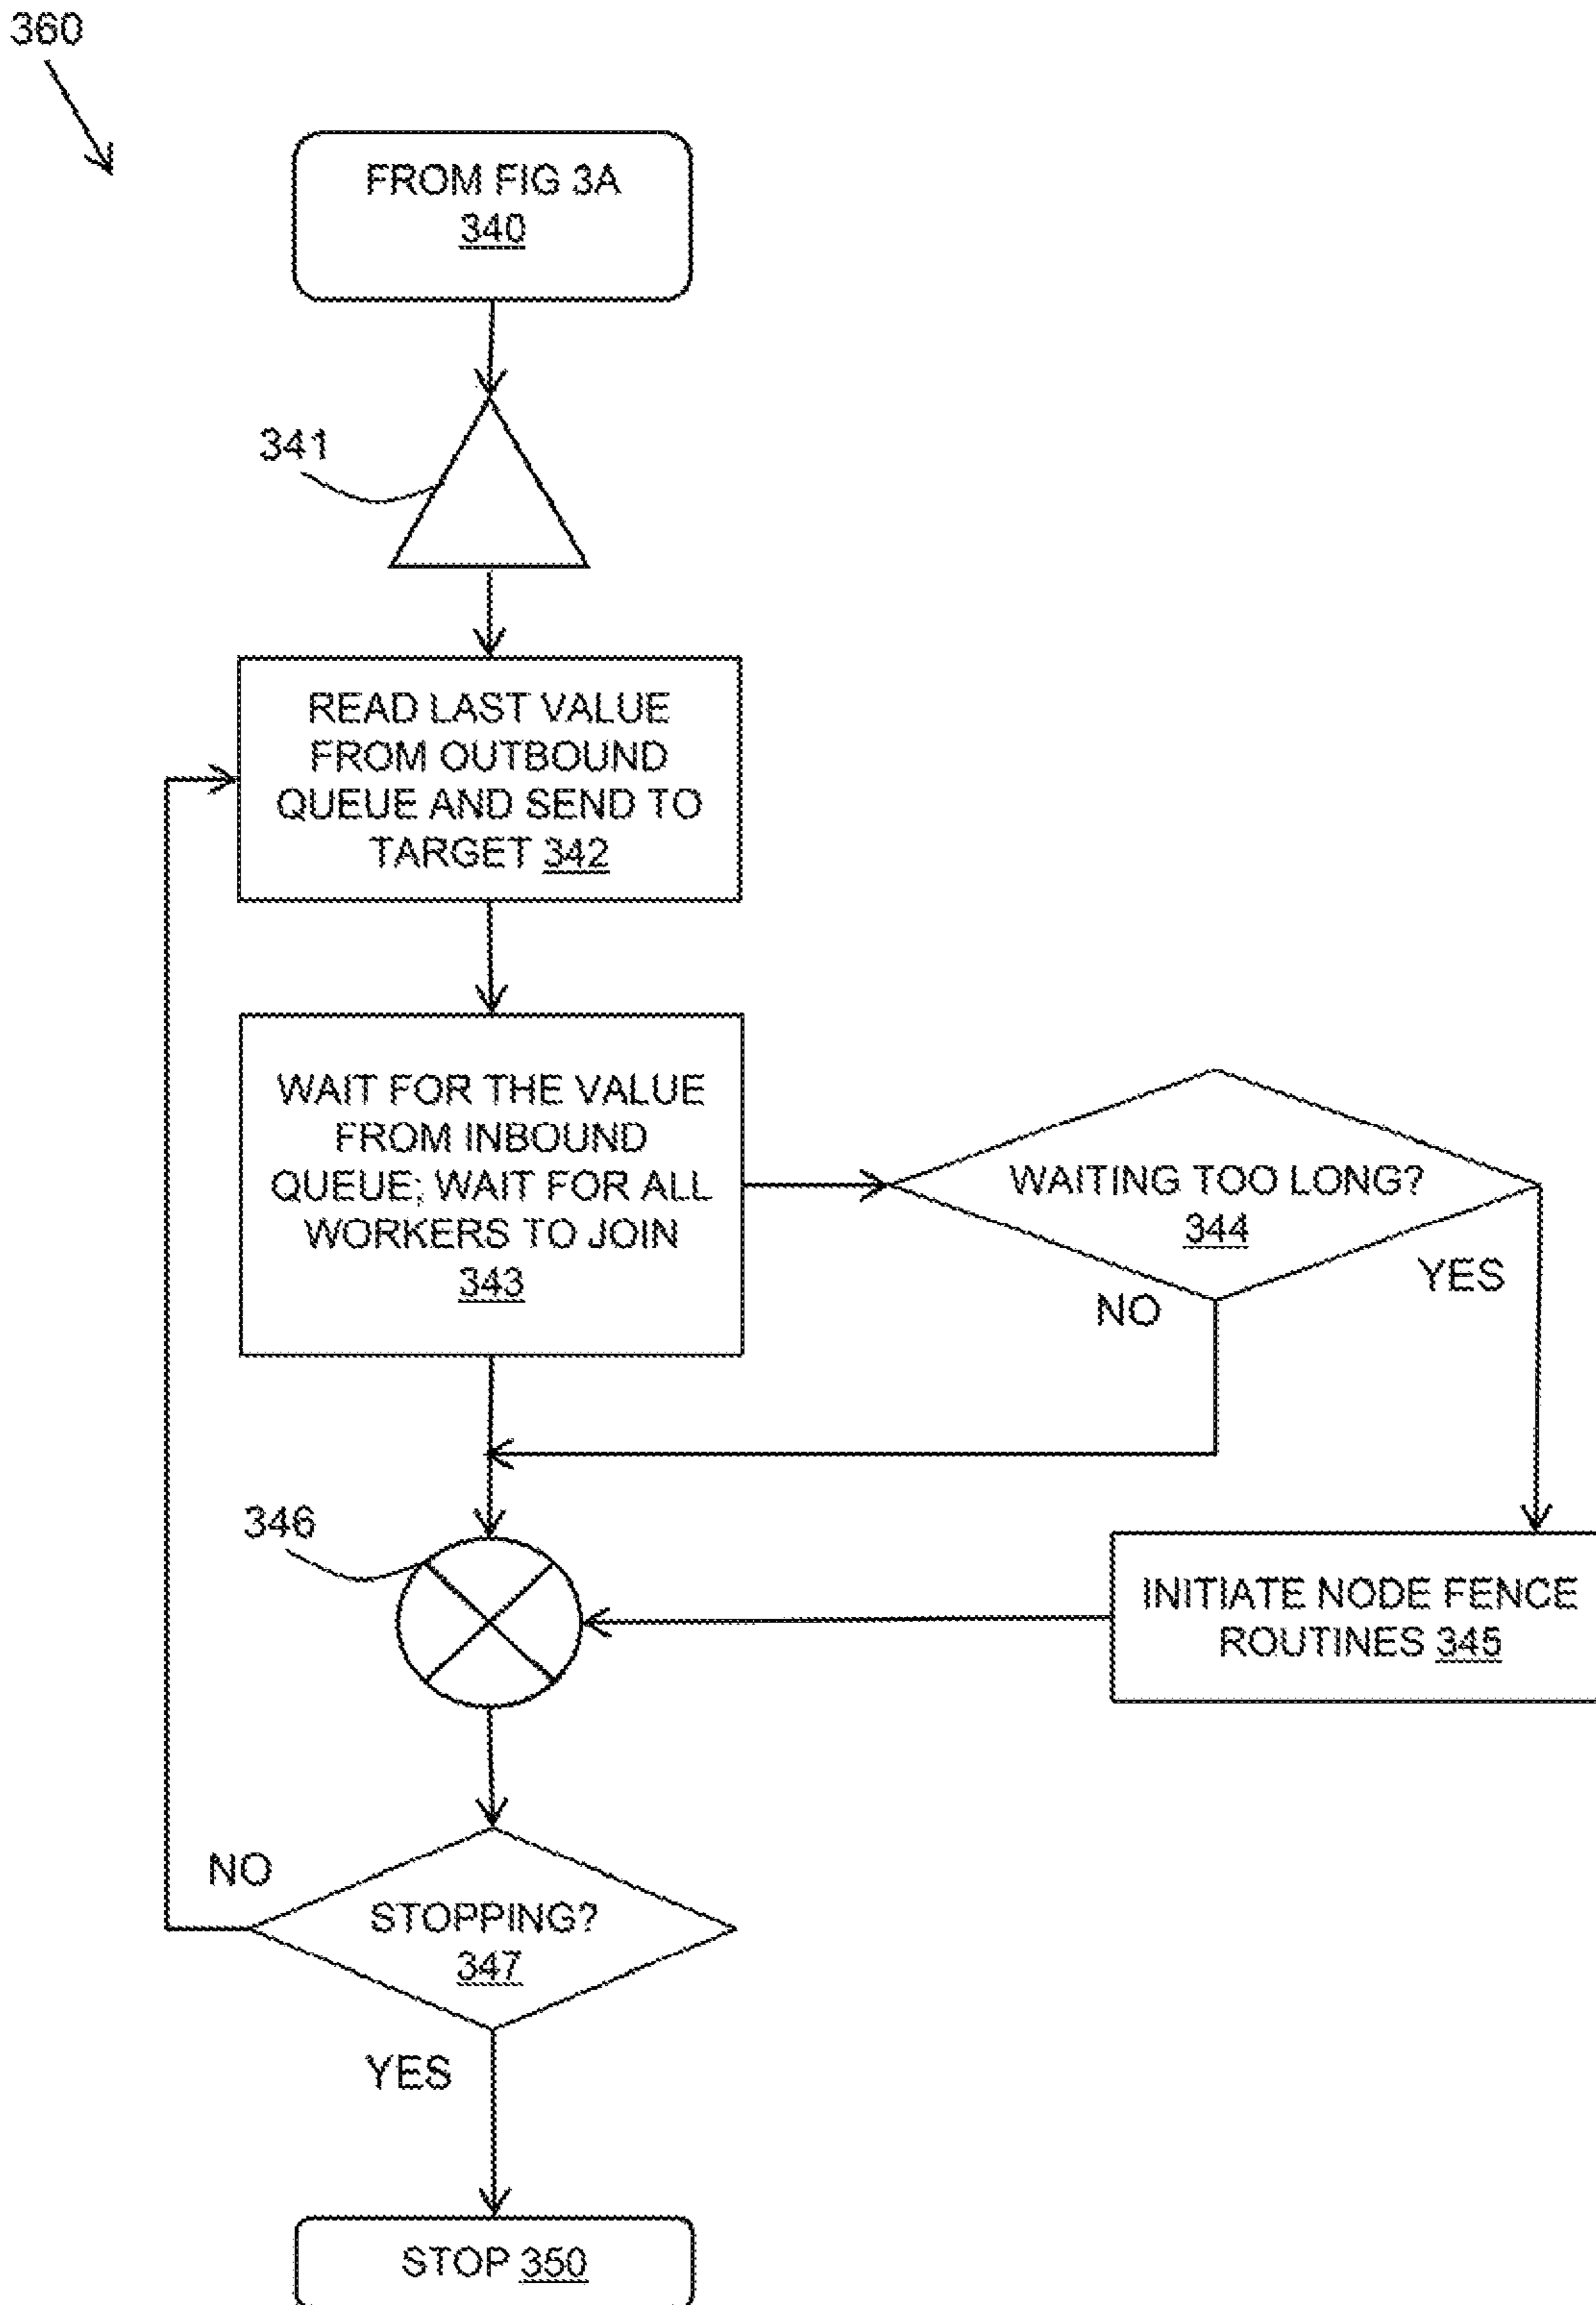 360
FROM FIG 3A
340
341
READ LAST VALUE
FROM OUTBOUND
QUEUE AND SEND TO
TARGET 342
WAIT FOR THE VALUE
FROM INBOUND
QUEUE; WAIT FOR ALL
WORKERS TO JOIN
343
WAITING TOO LONG?
344
YES
NO
346
INITIATE NODE FENCE
ROUTINES 345
NO
STOPPING?
347
YES
STOP 350